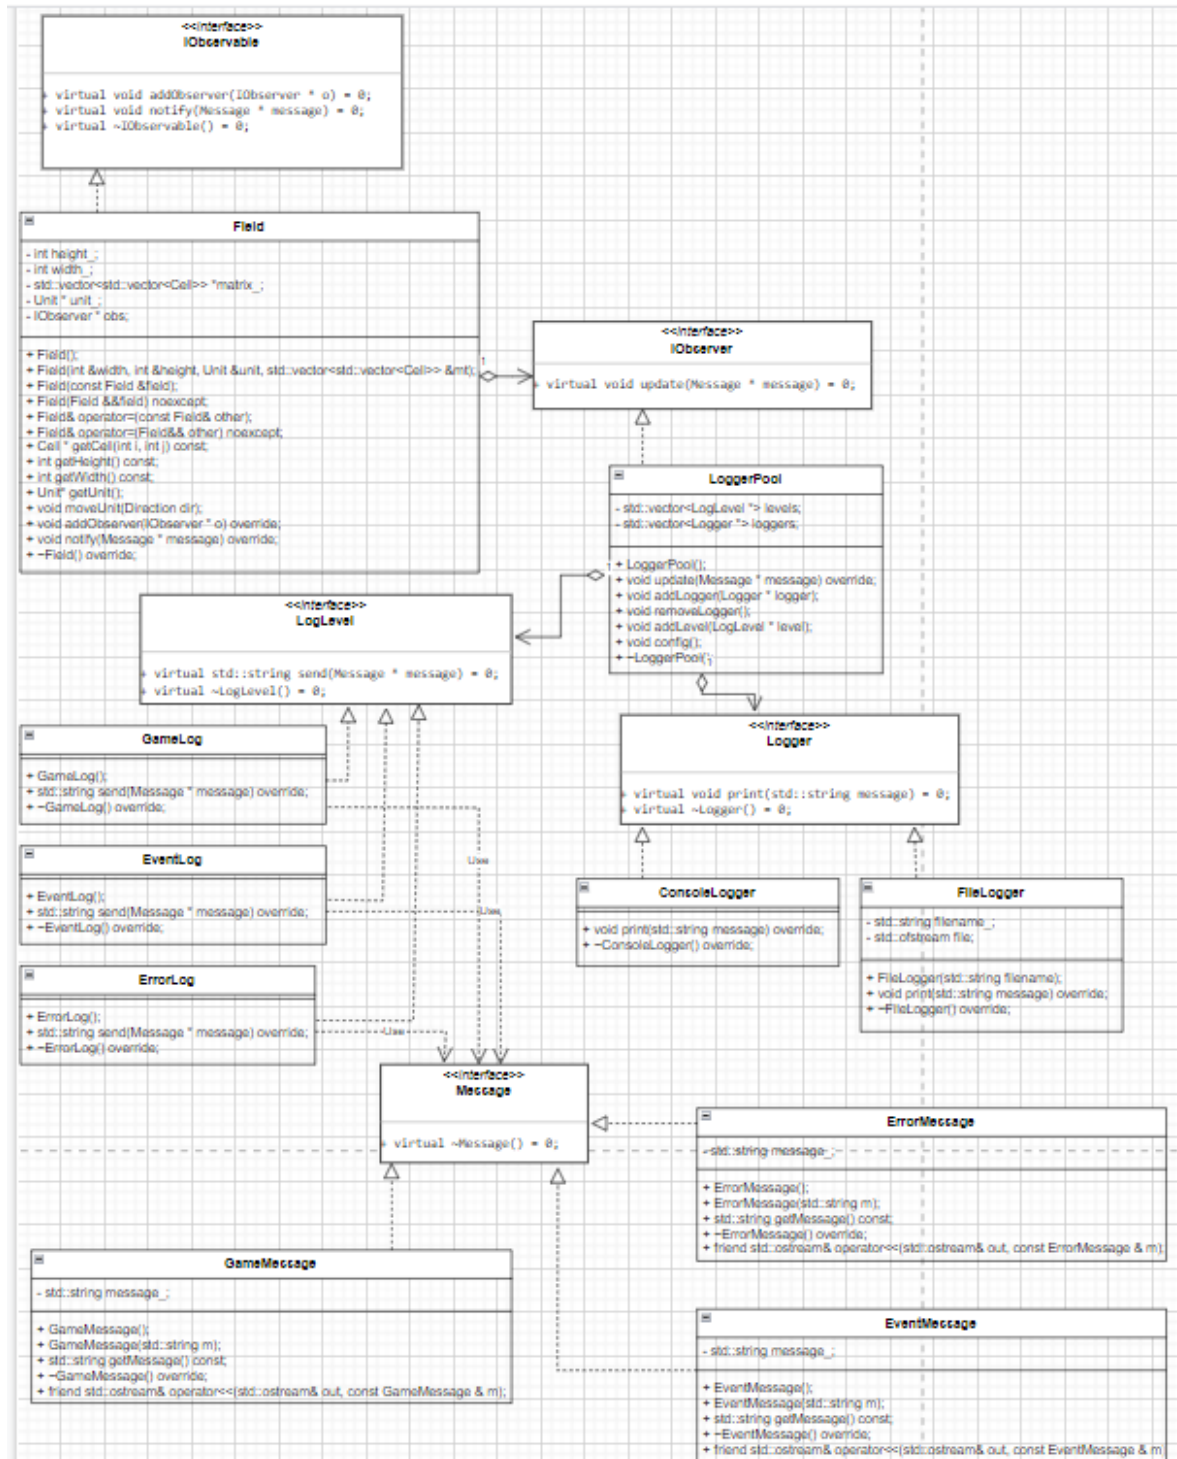 <<interface>>
IObservable
+ virtual void addObserver(IObserver * o) = 0;
+ virtual void notify(Message * message) = 0;
+ virtual ~IObservable() = 0;
Field
- int height_;
- int width_;
- std::vector<std::vector<Cell>> *matrix_;
- Unit * unit_;
- IObserver * obs;
+ Field();
+ Field(int &width, int &height, Unit &unit, std::vector<std::vector<Cell>> &mt);
+ Field(const Field &field);
+ Field(Field &&field) noexcept;
+ Field& operator=(const Field& other);
+ Field& operator=(Field&& other) noexcept;
+ Cell * getCell(int i, int j) const;
+ int getHeight() const;
+ int getWidth() const;
+ Unit* getUnit();
+ void moveUnit(Direction dir);
+ void addObserver(IObserver * o) override;
+ void notify(Message * message) override;
+ ~Field() override;
1
<<interface>>
IObserver
+ virtual void update(Message * message) = 0;
LoggerPool
- std::vector<LogLevel *> levels;
- std::vector<Logger *> loggers;
+ LoggerPool();
+ void update(Message * message) override;
+ void addLogger(Logger * logger);
+ void removeLogger();
+ void addLevel(LogLevel * level);
+ void config();
+ ~LoggerPool();
1
1
<<interface>>
LogLevel
+ virtual std::string send(Message * message) = 0;
+ virtual ~LogLevel() = 0;
<<interface>>
Logger
+ virtual void print(std::string message) = 0;
+ virtual ~Logger() = 0;
GameLog
+ GameLog();
+ std::string send(Message * message) override;
+ ~GameLog() override;
Use
EventLog
+ EventLog();
+ std::string send(Message * message) override;
+ ~EventLog() override;
Use
ConsoleLogger
+ void print(std::string message) override;
+ ~ConsoleLogger() override;
FileLogger
- std::string filename_;
- std::ofstream file;
+ FileLogger(std::string filename);
+ void print(std::string message) override;
+ ~FileLogger() override;
ErrorLog
+ ErrorLog();
+ std::string send(Message * message) override;
+ ~ErrorLog() override;
Use
<<interface>>
Message
+ virtual ~Message() = 0;
ErrorMessage
- std::string message_;
+ ErrorMessage();
+ ErrorMessage(std::string m);
+ std::string getMessage() const;
+ ~ErrorMessage() override;
+ friend std::ostream& operator<<(std::ostream& out, const ErrorMessage & m);
GameMessage
- std::string message_;
+ GameMessage();
+ GameMessage(std::string m);
+ std::string getMessage() const;
+ ~GameMessage() override;
+ friend std::ostream& operator<<(std::ostream& out, const GameMessage & m);
EventMessage
- std::string message_;
+ EventMessage();
+ EventMessage(std::string m);
+ std::string getMessage() const;
+ ~EventMessage() override;
+ friend std::ostream& operator<<(std::ostream& out, const EventMessage & m)